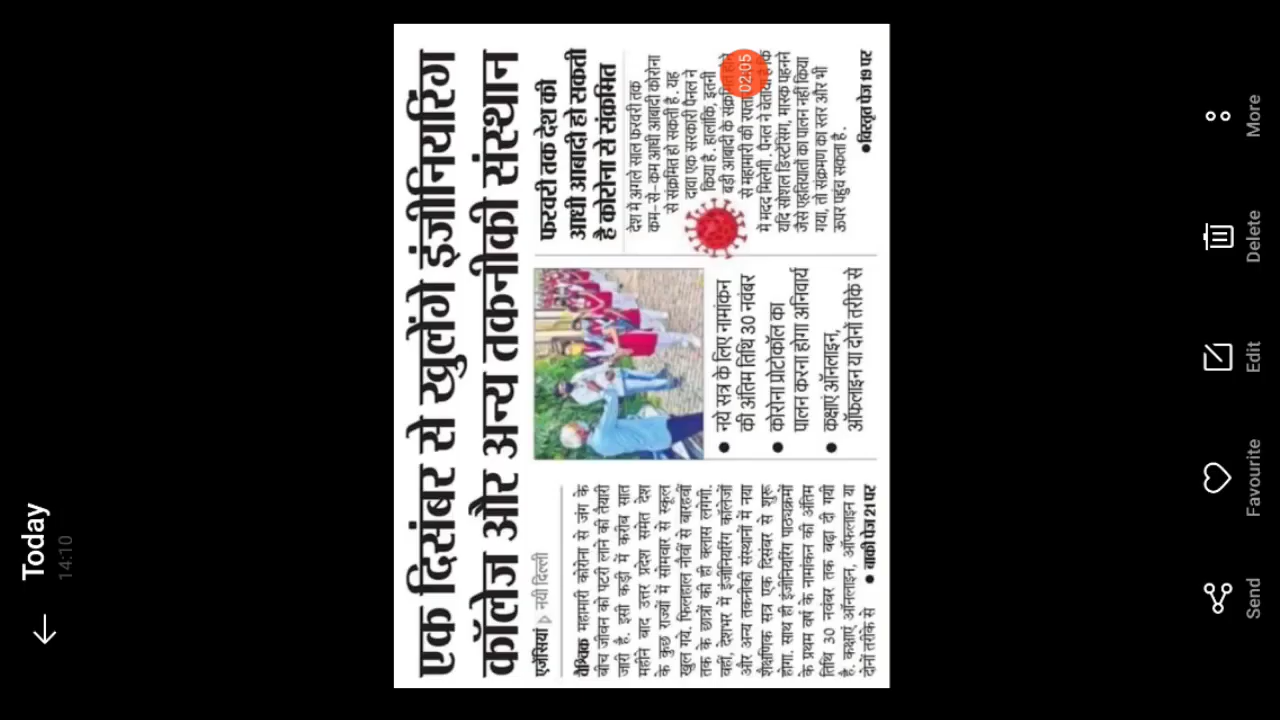 Today
14:10
एक दिसंबर से खुलेंगे इंजीनियरिंग
कॉलेज और अन्य तकनीकी संस्थान
एजेंसियां ▷ नयी दिल्ली
वैश्विक महामारी कोरोना से जंग के
बीच जीवन को पटरी लाने की तैयारी
जारी है. इसी कड़ी में करीब सात
महीने बाद उत्तर प्रदेश समेत देश
के कुछ राज्यों में सोमवार से स्कूल
खुल गये. फिलहाल नौवीं से बारहवीं
तक के छात्रों की ही क्लास लगेगी.
वहीं, देशभर में इंजीनियरिंग कॉलेजों
और अन्य तकनीकी संस्थानों में नया
शैक्षणिक सत्र एक दिसंबर से शुरू
होगा. साथ ही इंजीनियरिंग पाठ्यक्रमों
के प्रथम वर्ष के नामांकन की अंतिम
तिथि 30 नवंबर तक बढ़ा दी गयी
है. कक्षाएं ऑनलाइन, ऑफलाइन या
दोनों तरीके से ● बाकी पेज 21 पर
● नये सत्र के लिए नामांकन
की अंतिम तिथि 30 नवंबर
● कोरोना प्रोटोकॉल का
पालन करना होगा अनिवार्य
● कक्षाएं ऑनलाइन,
ऑफलाइन या दोनों तरीके से
फरवरी तक देश की
आधी आबादी हो सकती
है कोरोना से संक्रमित
देश में अगले साल फरवरी तक
कम-से-कम आधी आबादी कोरोना
से संक्रमित हो सकती है. यह
दावा एक सरकारी पैनल ने
किया है. हालांकि, इतनी
बड़ी आबादी के संक्रमित होने
से महामारी की
में मदद मिलेगी. पैनल ने चेताया है कि
यदि सोशल डिस्टेंसिंग, मास्क पहनने
जैसे एहतियातों का पालन नहीं किया
गया, तो संक्रमण का स्तर और भी
ऊपर पहुंच सकता है.
● विस्तृत पेज 19 पर
02:05
Send
Favourite
Edit
Delete
More